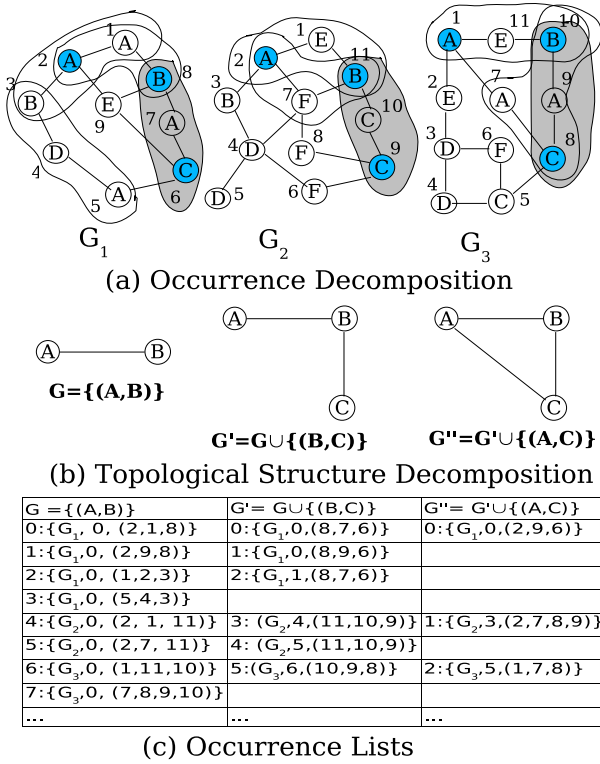 1 A 2 A 3 B 4 D 5 A 6 C 7 A 8 B 9 E
1 E 2 A 3 B 4 D 5 D 6 F 7 F 8 F 9 C 10 C 11 B
1 A 11 E 10 B 2 E 7 A 9 A 3 D 6 F 8 C 4 D 5 C
G1 G2 G3
(a) Occurrence Decomposition
A B
A B C
A B C
G={(A,B)}
G'=G∪{(B,C)}
G''=G'∪{(A,C)}
(b) Topological Structure Decomposition
G ={(A,B)} G'= G∪{(B,C)} G''= G'∪{(A,C)}
0:{G1, 0, (2,1,8)} 0:{G1,0,(8,7,6)} 0:{G1,0,(2,9,6)}
1:{G1,0, (2,9,8)} 1:{G1,0,(8,9,6)}
2:{G1,0, (1,2,3)} 2:{G1,1,(8,7,6)}
3:{G1,0, (5,4,3)}
4:{G2,0, (2, 1, 11)} 3: (G2,4,(11,10,9)} 1:{G2,3,(2,7,8,9)}
5:{G2,0, (2,7, 11)} 4: (G2,5,(11,10,9)}
6:{G3,0, (1,11,10)} 5:(G3,6,(10,9,8)} 2:{G3,5,(1,7,8)}
7:{G3,0, (7,8,9,10)}
... ... ...
(c) Occurrence Lists